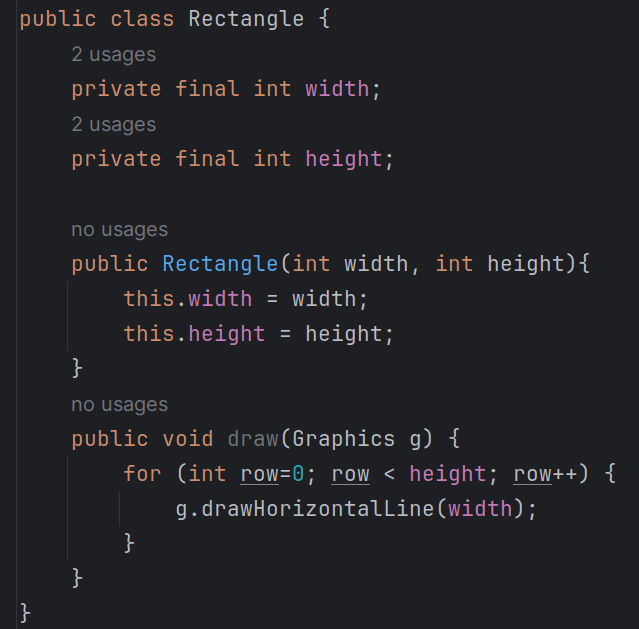 public class Rectangle {
2 usages
private final int width;
2 usages
private final int height;
no usages
public Rectangle(int width, int height){
this.width = width;
this.height = height;
}
no usages
public void draw(Graphics g) {
for (int row=0; row < height; row++) {
g.drawHorizontalLine(width);
}
}
}